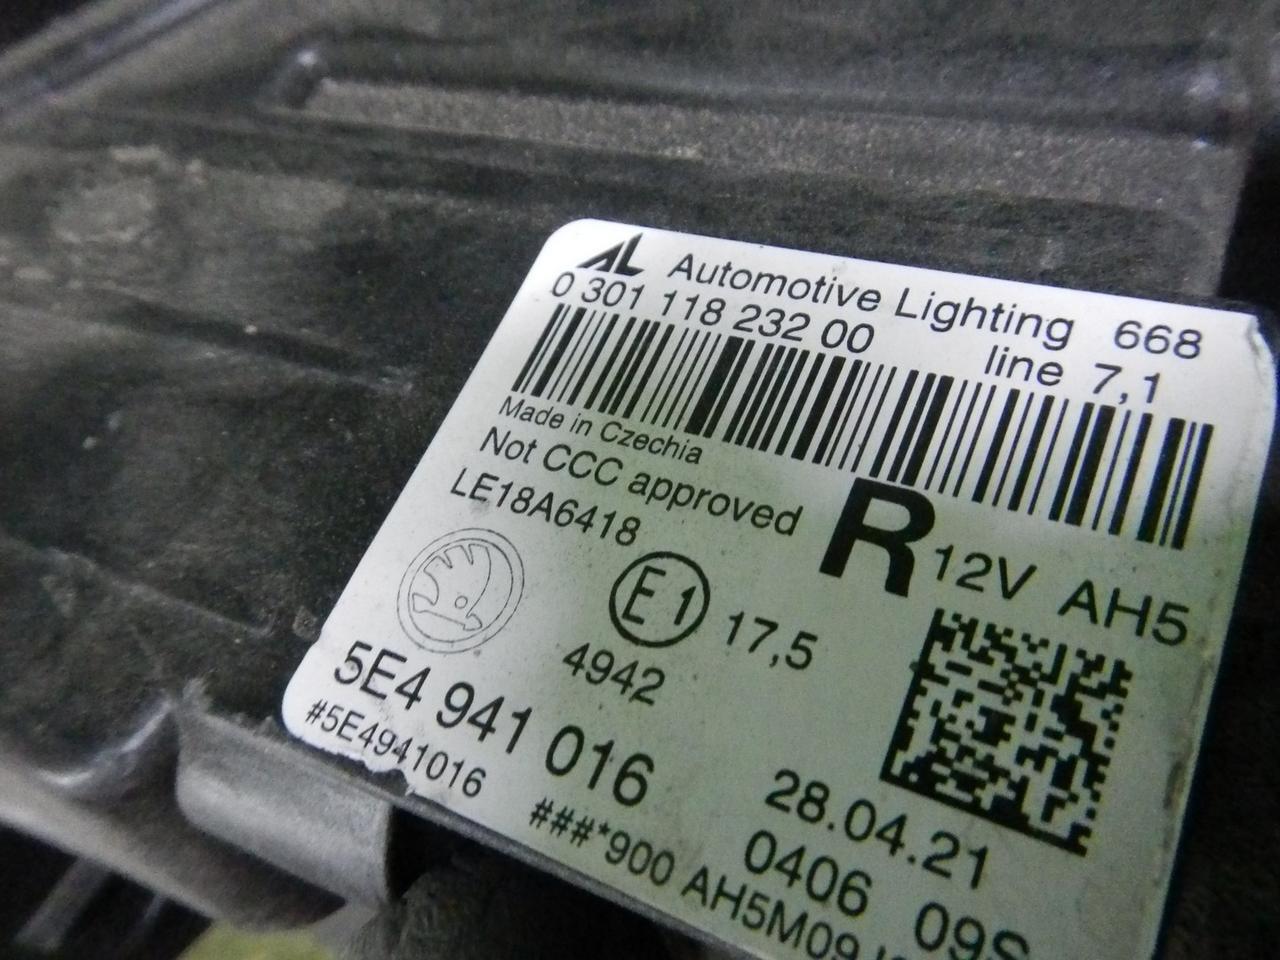 AL Automotive Lighting 668
0 301 118 232 00 line 7,1
Made in Czechia
Not CCC approved
LE18A6418
R 12V AH5
E1 17,5
4942
5E4 941 016
#5E4941016
28.04.21
0406 09S
###*900 AH5M09